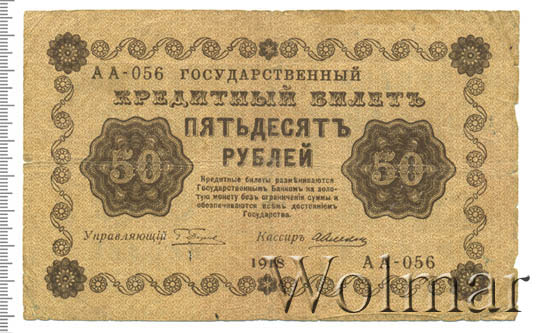 АА-056 ГОСУДАРСТВЕННЫЙ
КРЕДИТНЫЙ БИЛЕТЪ
ПЯТЬДЕСЯТЪ
РУБЛЕЙ
50 50
Кредитные билеты размѣниваются
Государственнымъ Банкомъ на золо-
тую монету безъ ограниченія суммы и
обезпечиваются всѣмъ достояніемъ
Государства.
Управляющій Кассиръ
1918 АА-056
Wolmar